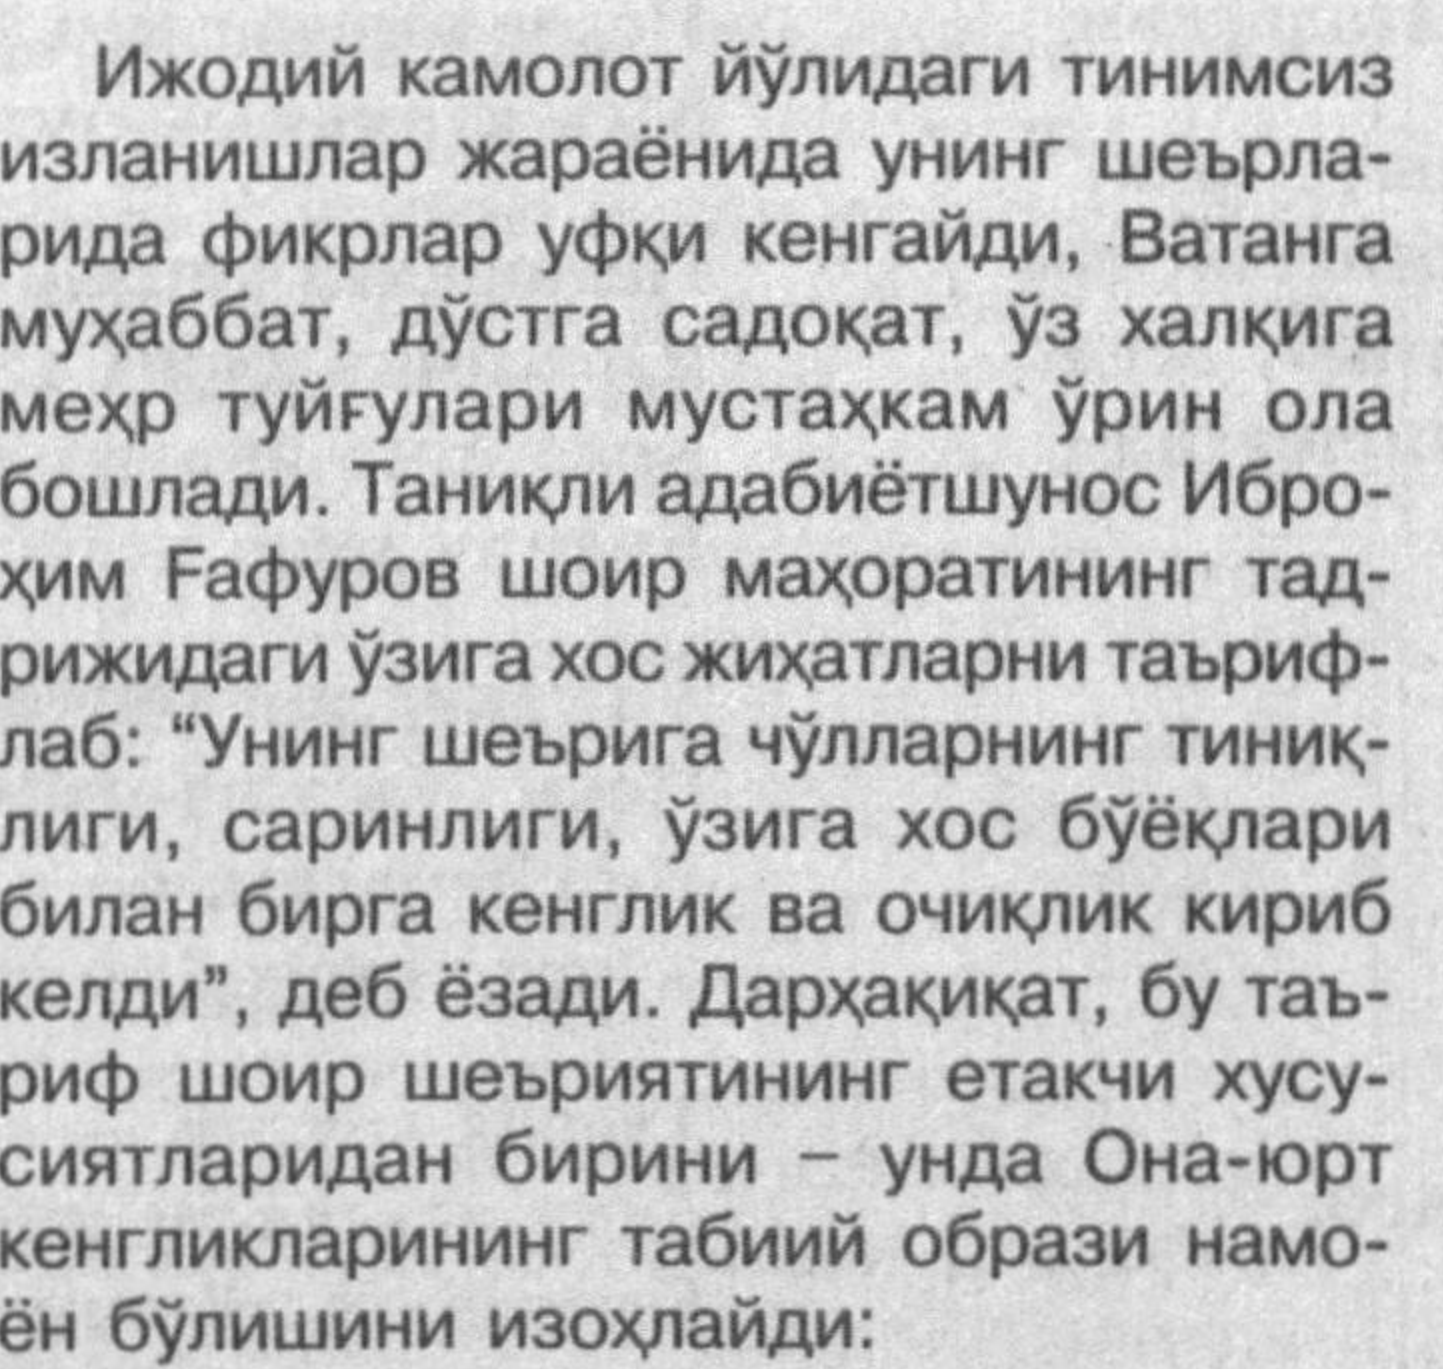 Ижодий камолот йўлидаги тинимсиз
изланишлар жараёнида унинг шеърла-
рида фикрлар уфқи кенгайди, Ватанга
муҳаббат, дўстга садоқат, ўз халқига
меҳр туйғулари мустаҳкам ўрин ола
бошлади. Таниқли адабиётшунос Ибро-
ҳим Ғафуров шоир маҳоратининг тад-
рижидаги ўзига хос жиҳатларни таъриф-
лаб: “Унинг шеърига чўлларнинг тиниқ-
лиги, саринлиги, ўзига хос бўёқлари
билан бирга кенглик ва очиқлик кириб
келди”, деб ёзади. Дарҳақиқат, бу таъ-
риф шоир шеъриятининг етакчи хусу-
сиятларидан бирини – унда Она-юрт
кенгликларининг табиий образи намо-
ён бўлишини изоҳлайди: